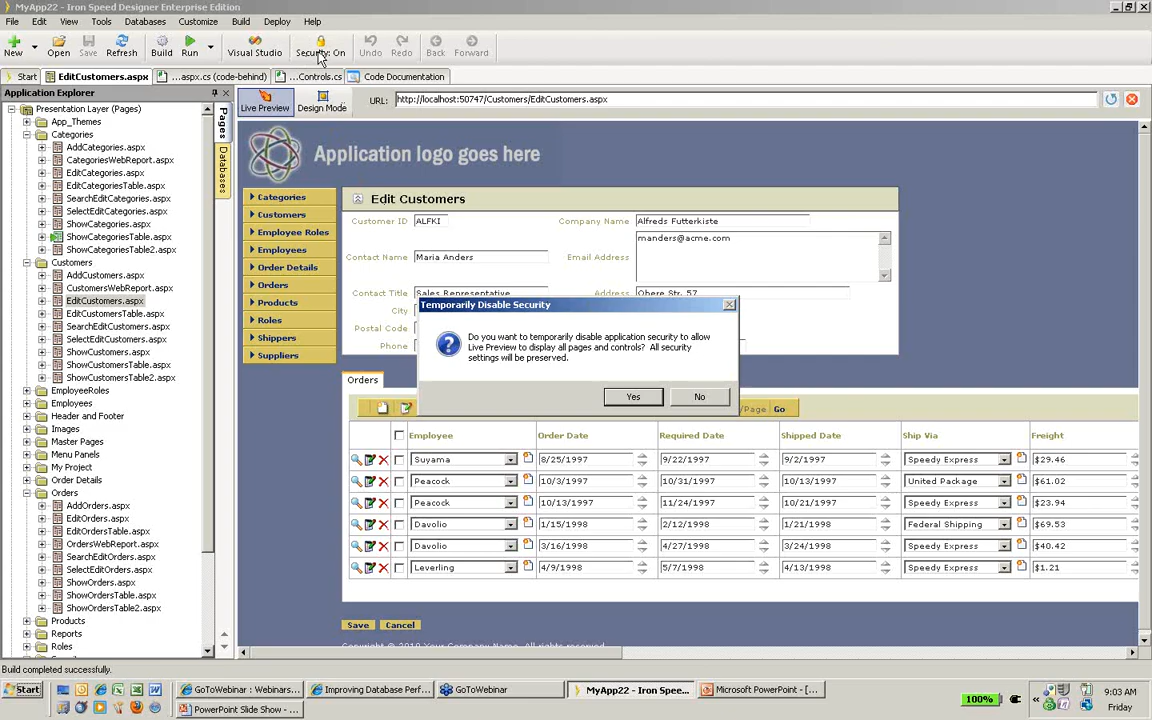 MyApp22 - Iron Speed Designer Enterprise Edition
File Edit View Tools Databases Customize Build Deploy Help
New Open Save Refresh Build Run Visual Studio Security: On Undo Redo Back Forward
Start EditCustomers.aspx ...aspx.cs (code-behind) ...Controls.cs Code Documentation
Application Explorer
Live Preview Design Mode URL: http://localhost:50747/Customers/EditCustomers.aspx
Pages
Databases
Presentation Layer (Pages)
App_Themes
Categories
AddCategories.aspx
CategoriesWebReport.aspx
EditCategories.aspx
EditCategoriesTable.aspx
SearchEditCategories.aspx
SelectEditCategories.aspx
ShowCategories.aspx
ShowCategoriesTable.aspx
ShowCategoriesTable2.aspx
Customers
AddCustomers.aspx
CustomersWebReport.aspx
EditCustomers.aspx
EditCustomersTable.aspx
SearchEditCustomers.aspx
SelectEditCustomers.aspx
ShowCustomers.aspx
ShowCustomersTable.aspx
ShowCustomersTable2.aspx
EmployeeRoles
Employees
Header and Footer
Images
Master Pages
Menu Panels
My Project
Order Details
Orders
AddOrders.aspx
EditOrders.aspx
EditOrdersTable.aspx
OrdersWebReport.aspx
SearchEditOrders.aspx
SelectEditOrders.aspx
ShowOrders.aspx
ShowOrdersTable.aspx
ShowOrdersTable2.aspx
Products
Reports
Roles
Application logo goes here
Categories
Customers
Employee Roles
Employees
Order Details
Orders
Products
Roles
Shippers
Suppliers
Edit Customers
Customer ID ALFKI Company Name Alfreds Futterkiste
manders@acme.com
Contact Name Maria Anders Email Address
Contact Title Sales Representative Address Obere Str. 57
City
Postal Code
Phone
Temporarily Disable Security
Do you want to temporarily disable application security to allow
Live Preview to display all pages and controls? All security
settings will be preserved.
Yes No
Orders
/Page Go
Employee Order Date Required Date Shipped Date Ship Via Freight
Suyama 8/25/1997 9/22/1997 9/2/1997 Speedy Express $29.46
Peacock 10/3/1997 10/31/1997 10/13/1997 United Package $61.02
Peacock 10/13/1997 11/24/1997 10/21/1997 Speedy Express $23.94
Davolio 1/15/1998 2/12/1998 1/21/1998 Federal Shipping $69.53
Davolio 3/16/1998 4/27/1998 3/24/1998 Speedy Express $40.42
Leverling 4/9/1998 5/7/1998 4/13/1998 Speedy Express $1.21
Save Cancel
Build completed successfully.
Start GoToWebinar : Webinars... Improving Database Perf... GoToWebinar MyApp22 - Iron Spee... Microsoft PowerPoint - [... 100% 9:03 AM
PowerPoint Slide Show - ... Friday